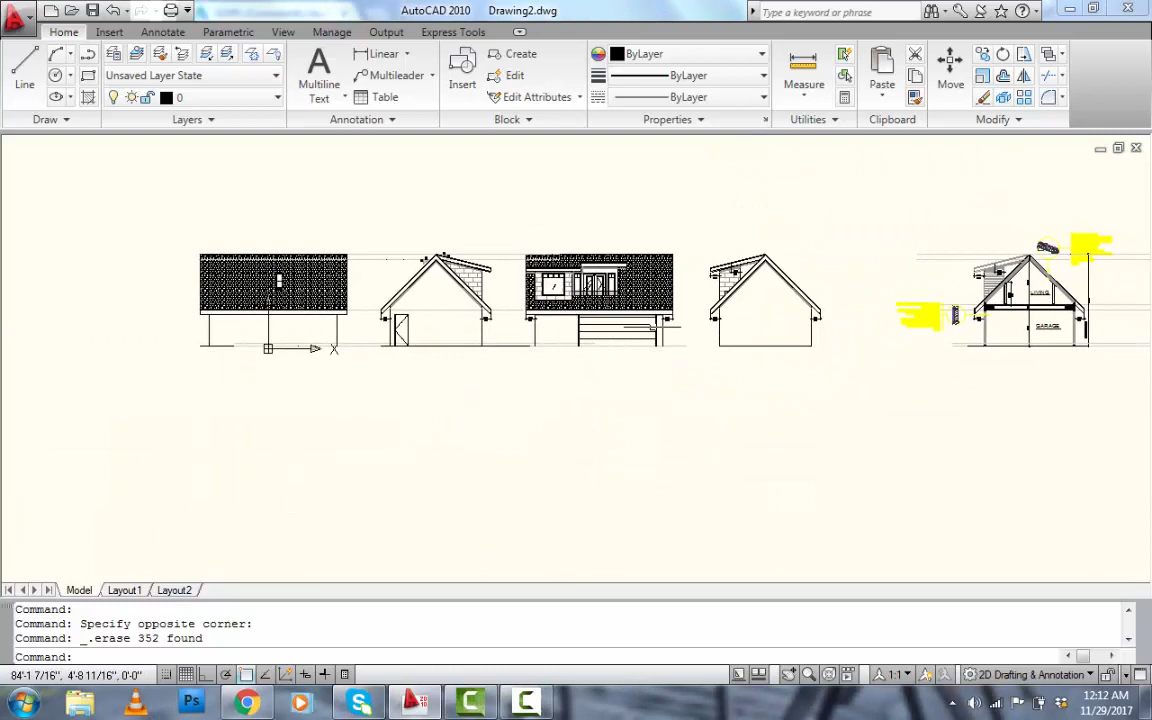 AutoCAD 2010 Drawing2.dwg
Type a keyword or phrase
Home Insert Annotate Parametric View Manage Output Express Tools
Line
Unsaved Layer State
0
Draw
Layers
Multiline
Text
Linear
Multileader
Table
Annotation
Insert
Create
Edit
Edit Attributes
Block
ByLayer
ByLayer
ByLayer
Properties
Measure
Utilities
Paste
Clipboard
Move
Modify
X
LIVING
GARAGE
Model Layout1 Layout2
Command:
Command: Specify opposite corner:
Command: _.erase 352 found
Command:
84'-1 7/16", 4'-8 11/16", 0'-0"
1:1
2D Drafting & Annotation
Ps
12:12 AM
11/29/2017